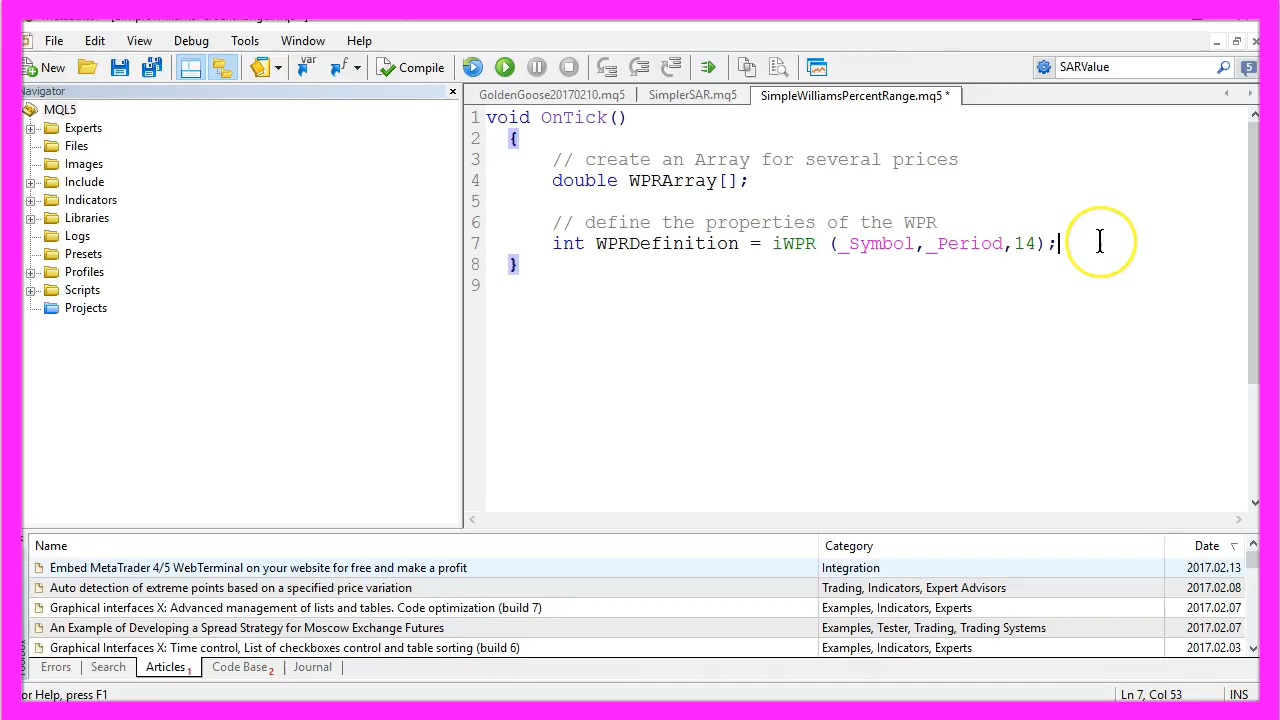 File Edit View Debug Tools Window Help
New Compile SARValue 5
Navigator
GoldenGoose20170210.mq5 SimplerSAR.mq5 SimpleWilliamsPercentRange.mq5 *
MQL5
Experts
Files
Images
Include
Indicators
Libraries
Logs
Presets
Profiles
Scripts
Projects
1 void OnTick()
2 {
3 // create an Array for several prices
4 double WPRArray[];
5
6 // define the properties of the WPR
7 int WPRDefinition = iWPR (_Symbol,_Period,14);
8 }
9
Name Category Date
Embed MetaTrader 4/5 WebTerminal on your website for free and make a profit Integration 2017.02.13
Auto detection of extreme points based on a specified price variation Trading, Indicators, Expert Advisors 2017.02.08
Graphical interfaces X: Advanced management of lists and tables. Code optimization (build 7) Examples, Indicators, Experts 2017.02.07
An Example of Developing a Spread Strategy for Moscow Exchange Futures Examples, Tester, Trading, Trading Systems 2017.02.07
Graphical Interfaces X: Time control, List of checkboxes control and table sorting (build 6) Examples, Indicators, Experts 2017.02.03
Errors Search Articles 1 Code Base 2 Journal
or Help, press F1 Ln 7, Col 53 INS